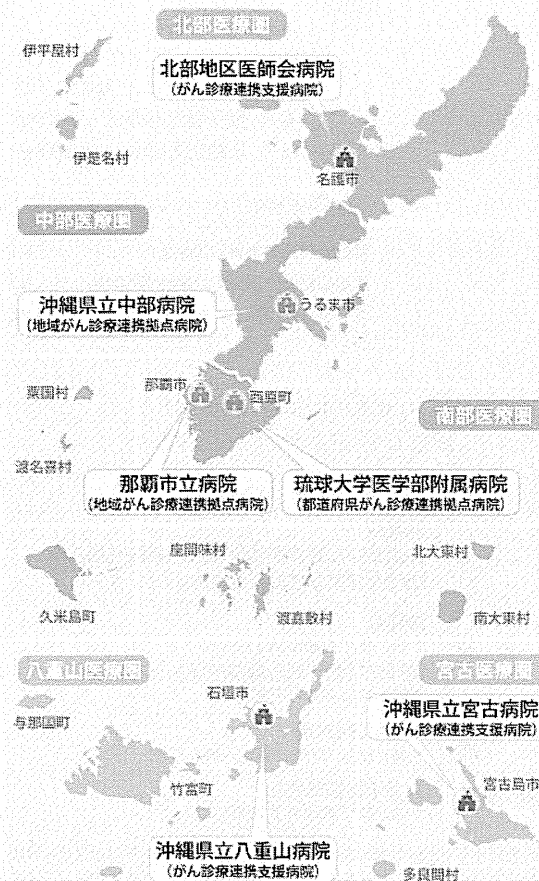 北部医療圏
伊平屋村
北部地区医師会病院
(がん診療連携支援病院)
伊是名村
名護市
中部医療圏
沖縄県立中部病院
(地域がん診療連携拠点病院)
うるま市
那覇市
西原町
粟国村
南部医療圏
渡名喜村
那覇市立病院
(地域がん診療連携拠点病院)
琉球大学医学部附属病院
(都道府県がん診療連携拠点病院)
座間味村
北大東村
久米島町
渡嘉敷村
南大東村
八重山医療圏
宮古医療圏
石垣市
与那国町
沖縄県立宮古病院
(がん診療連携支援病院)
竹富町
宮古島市
沖縄県立八重山病院
(がん診療連携支援病院)
多良間村